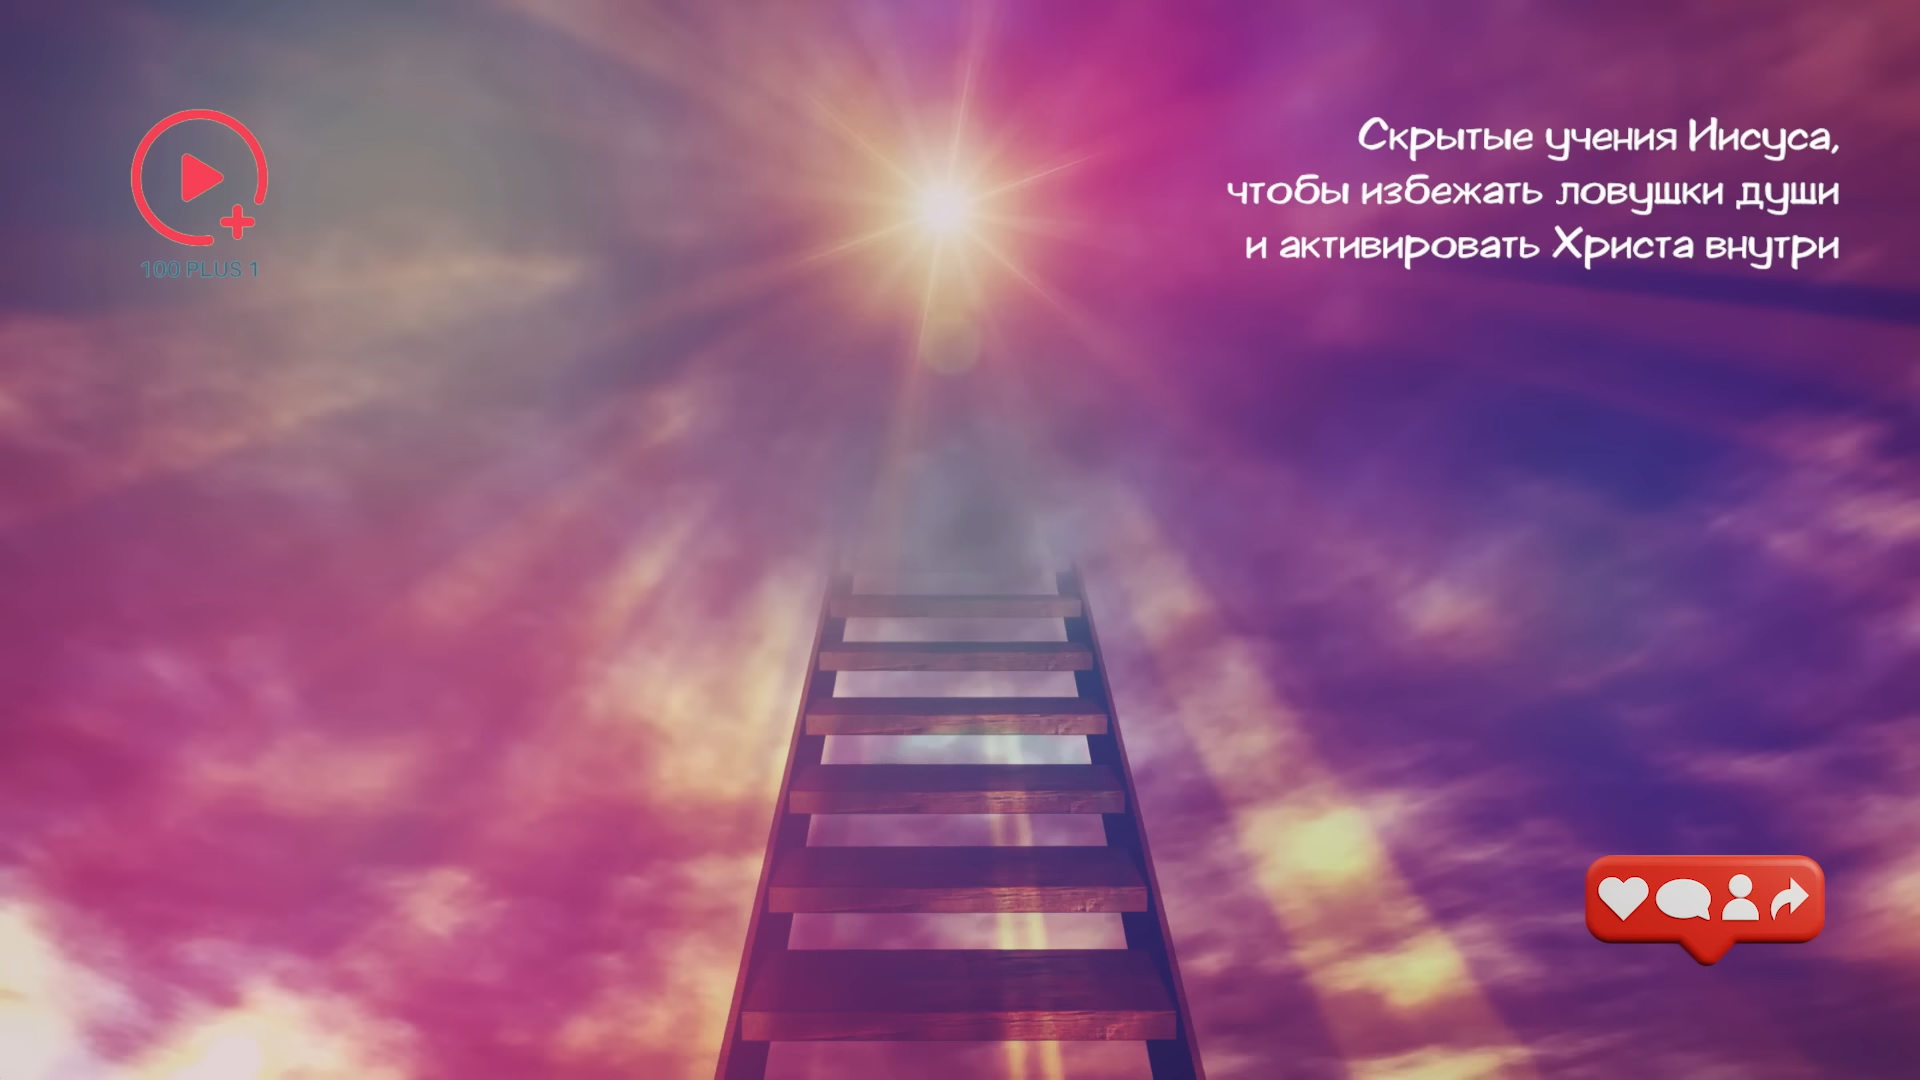 100 PLUS 1
Скрытые учения Иисуса,
чтобы избежать ловушки души
и активировать Христа внутри